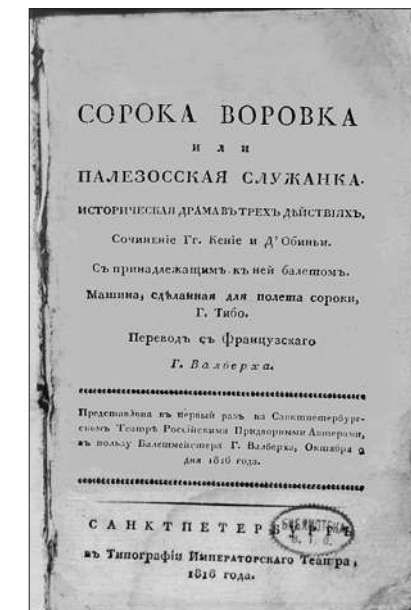 СОРОКА ВОРОВКА
ИЛИ
ПАЛЕЗОССКАЯ СЛУЖАНКА.
ИСТОРИЧЕСКАЯ ДРАМА ВЪ ТРЕХЪ ДѢЙСТВІЯХЪ,
Сочиненіе Гг. Кеніе и Д'Обиньи.
Съ принадлежащимъ къ ней балетомъ.
Машина, сдѣланная для полета сороки,
Г. Тибо.
Переводъ съ Французскаго
Г. Валберха.
Представлена въ первый разъ на Санктпетербург-
скомъ Театрѣ Россійскими Придворными Актерами,
въ пользу Балетмейстера Г. Валберха, Октября
дня 1816 года.
САНКТПЕТЕРБУРГЪ
БИБЛИОТЕКА
въ Типографіи Императорскаго Театра,
1816 года.